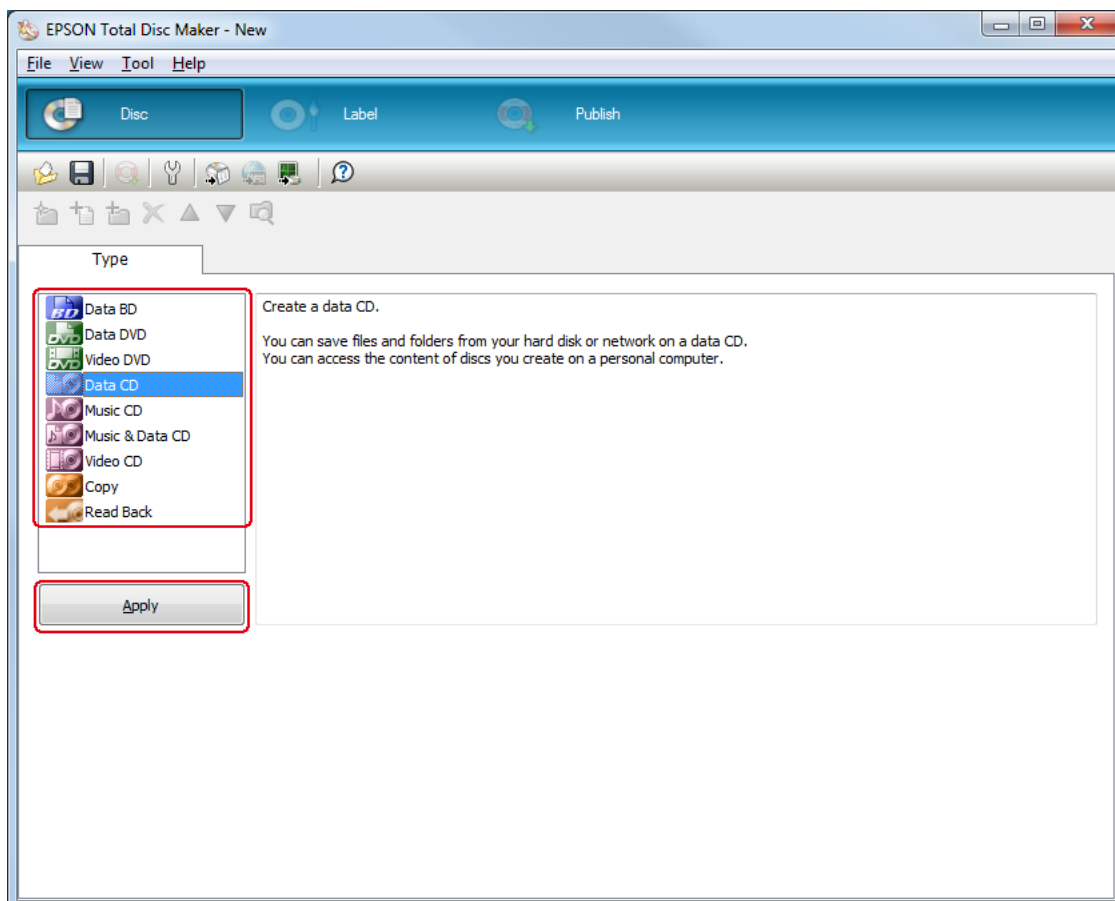 EPSON Total Disc Maker - New
File View Tool Help
Disc Label Publish
Type
Data BD
Data DVD
Video DVD
Data CD
Music CD
Music & Data CD
Video CD
Copy
Read Back
Apply
Create a data CD.
You can save files and folders from your hard disk or network on a data CD.
You can access the content of discs you create on a personal computer.